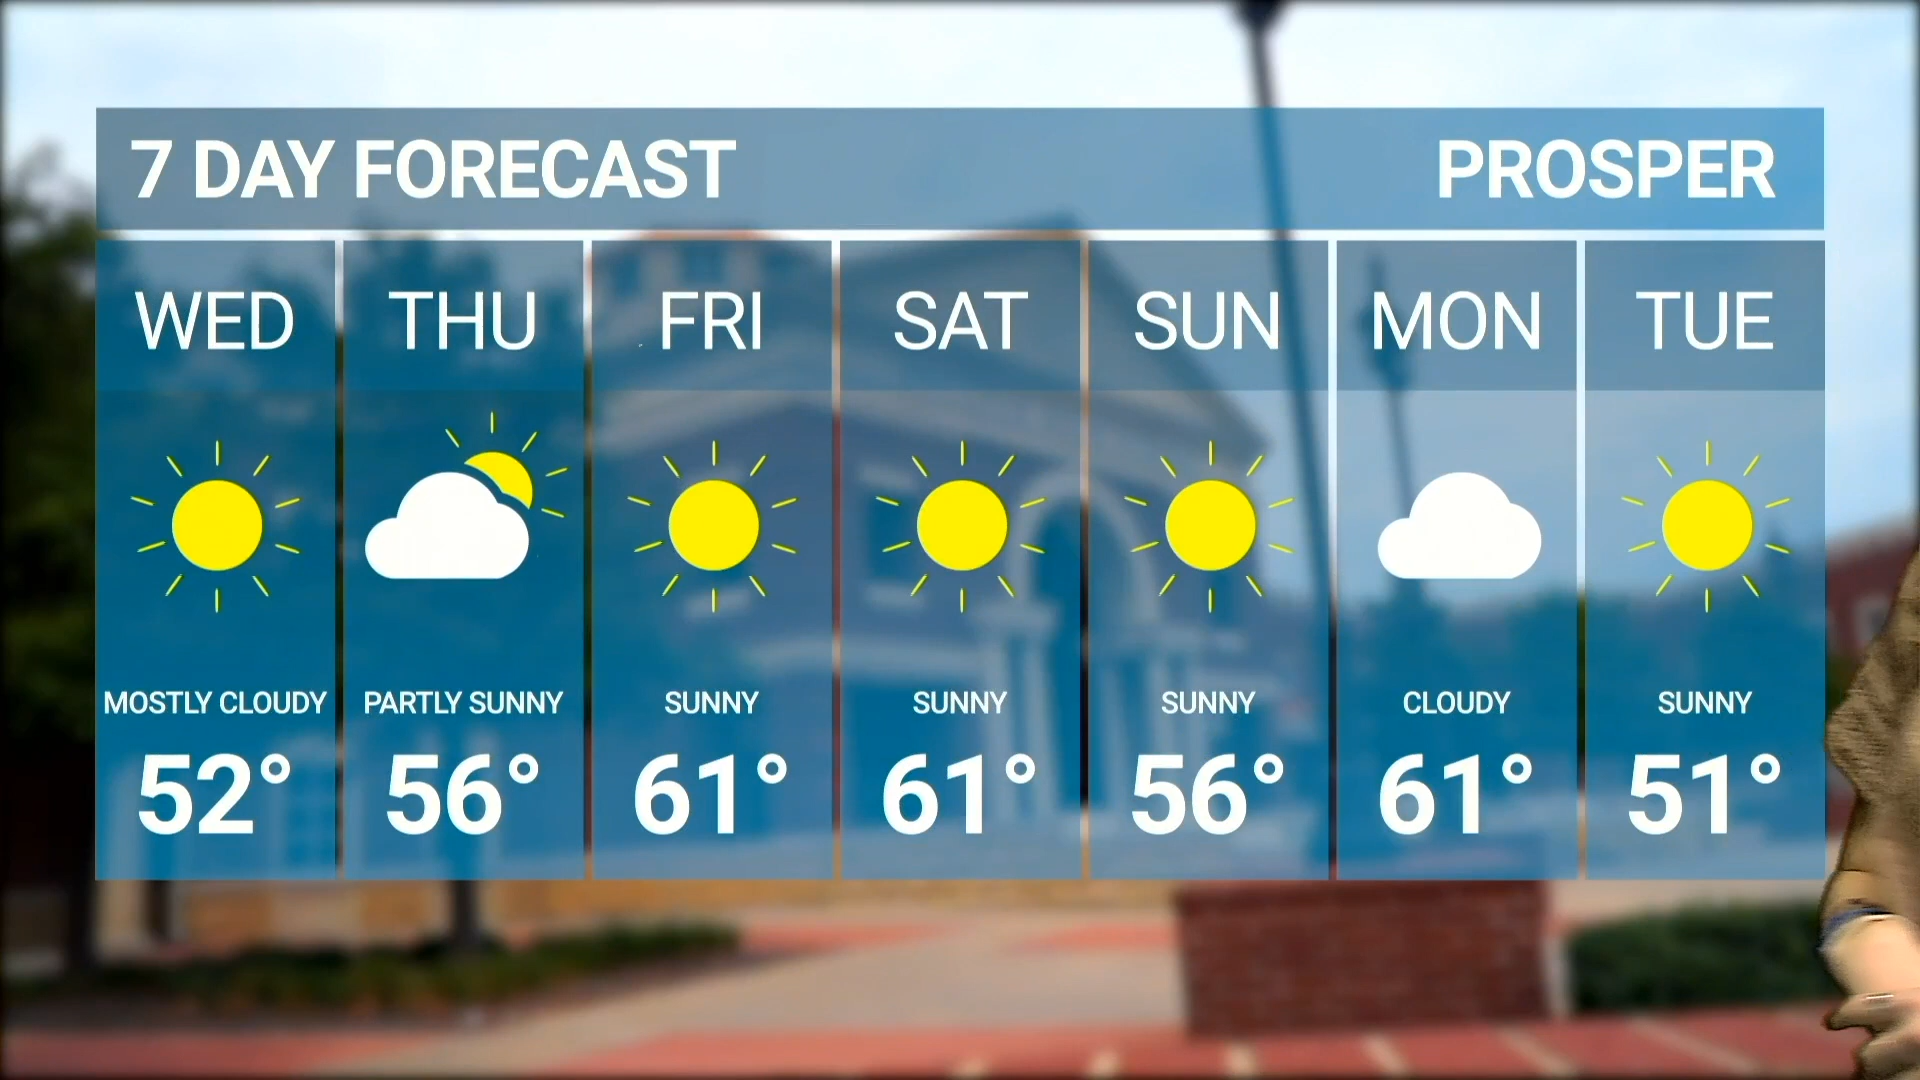 7 DAY FORECAST PROSPER
WED THU FRI SAT SUN MON TUE
MOSTLY CLOUDY PARTLY SUNNY SUNNY SUNNY SUNNY CLOUDY SUNNY
52° 56° 61° 61° 56° 61° 51°